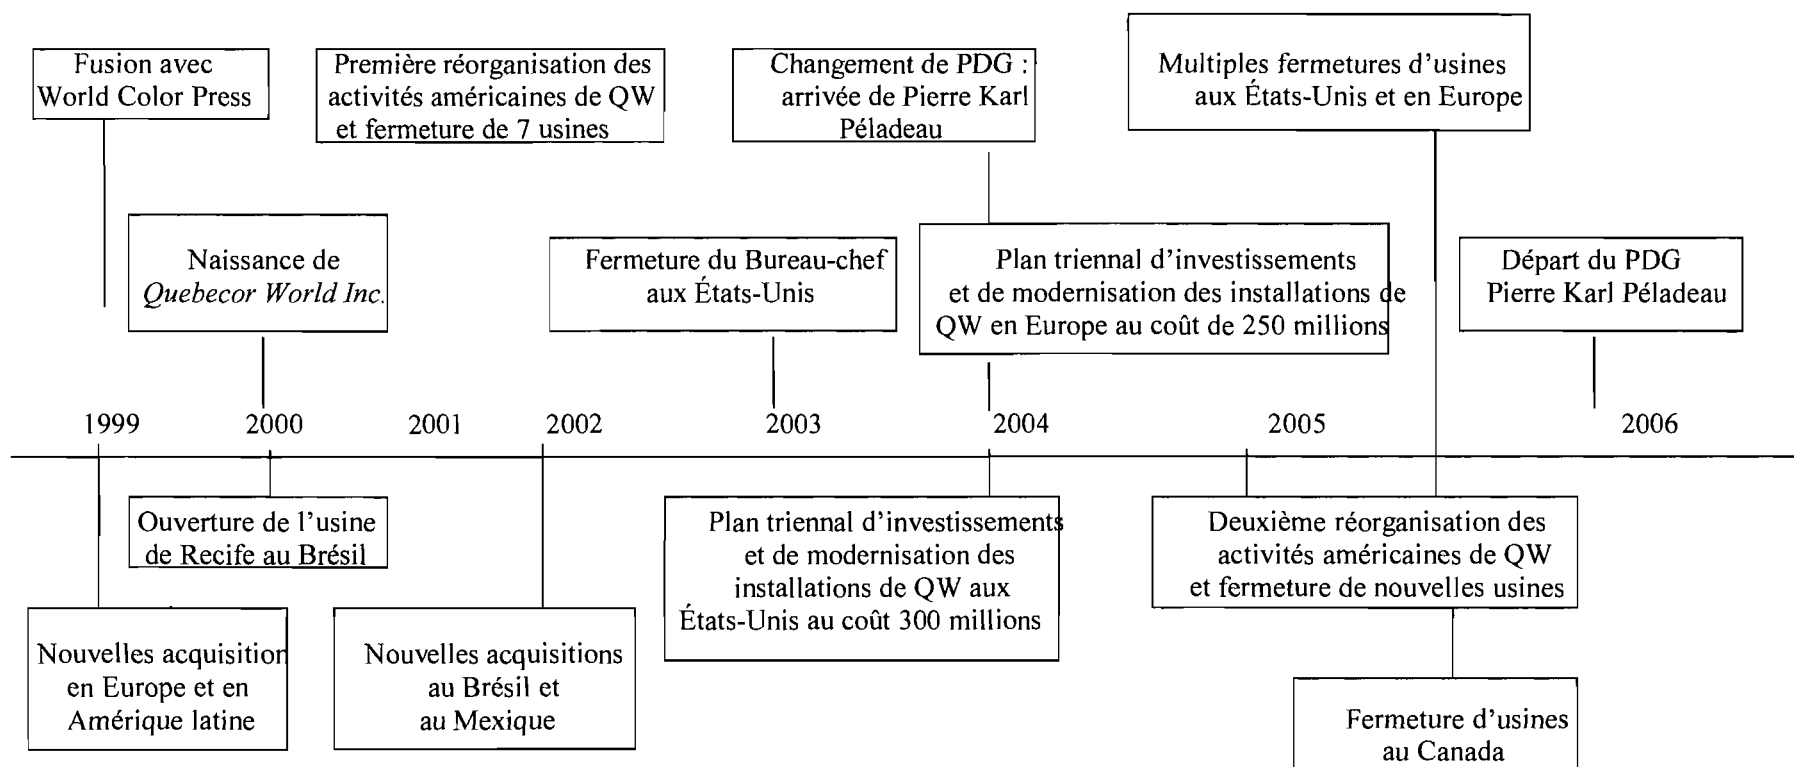 Fusion avec
World Color Press
Première réorganisation des
activités américaines de QW
et fermeture de 7 usines
Changement de PDG :
arrivée de Pierre Karl
Péladeau
Multiples fermetures d'usines
aux États-Unis et en Europe
Naissance de
Quebecor World Inc.
Fermeture du Bureau-chef
aux États-Unis
Plan triennal d'investissements
et de modernisation des installations de
QW en Europe au coût de 250 millions
Départ du PDG
Pierre Karl Péladeau
1999 2000 2001 2002 2003 2004 2005 2006
Ouverture de l'usine
de Recife au Brésil
Plan triennal d'investissements
et de modernisation des
installations de QW aux
États-Unis au coût 300 millions
Deuxième réorganisation des
activités américaines de QW
et fermeture de nouvelles usines
Nouvelles acquisition
en Europe et en
Amérique latine
Nouvelles acquisitions
au Brésil et
au Mexique
Fermeture d'usines
au Canada